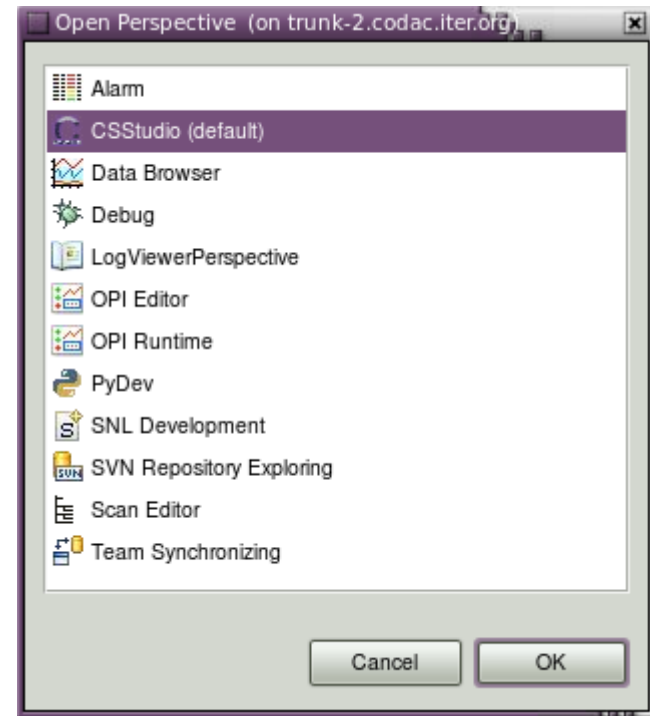 Open Perspective (on trunk-2.codac.iter.org)
Alarm
CSStudio (default)
Data Browser
Debug
LogViewerPerspective
OPI Editor
OPI Runtime
PyDev
SNL Development
SVN Repository Exploring
Scan Editor
Team Synchronizing
Cancel OK